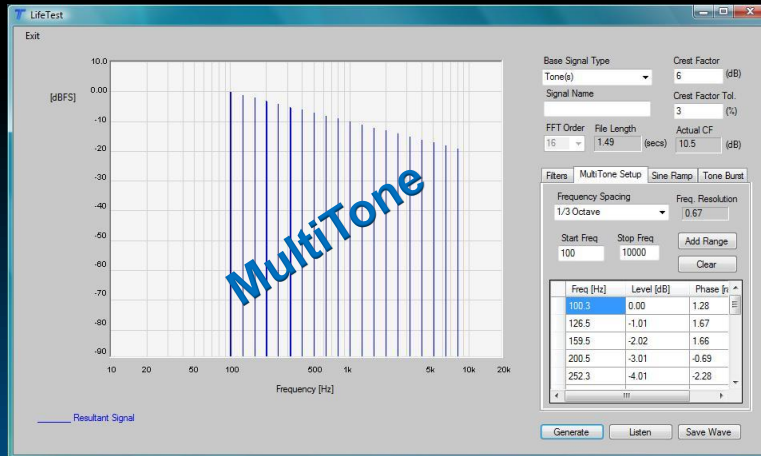 LifeTest
Exit
10.0
0.00
[dBFS]
-10
-20
-30
-40
-50
-60
-70
-80
-90
10 20 50 100 500 1k 5k 10k 20k
Frequency [Hz]
MultiTone
Resultant Signal
Base Signal Type
Tone(s)
Crest Factor
6 (dB)
Signal Name
Crest Factor Tol.
3 (%)
FFT Order File Length
16 1.49 (secs)
Actual CF
10.5 (dB)
Filters MultiTone Setup Sine Ramp Tone Burst
Frequency Spacing
1/3 Octave
Freq. Resolution
0.67
Start Freq Stop Freq
100 10000
Add Range
Clear
Freq [Hz] Level [dB] Phase [r
100.3 0.00 1.28
126.5 -1.01 1.67
159.5 -2.02 1.66
200.5 -3.01 -0.69
252.3 -4.01 -2.28
Generate Listen Save Wave